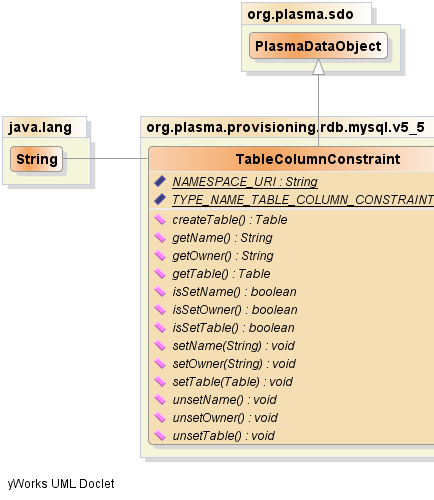 org.plasma.sdo
PlasmaDataObject
java.lang
String
org.plasma.provisioning.rdb.mysql.v5_5
TableColumnConstraint
NAMESPACE_URI : String
TYPE_NAME_TABLE_COLUMN_CONSTRAINT
createTable() : Table
getName() : String
getOwner() : String
getTable() : Table
isSetName() : boolean
isSetOwner() : boolean
isSetTable() : boolean
setName(String) : void
setOwner(String) : void
setTable(Table) : void
unsetName() : void
unsetOwner() : void
unsetTable() : void
yWorks UML Doclet